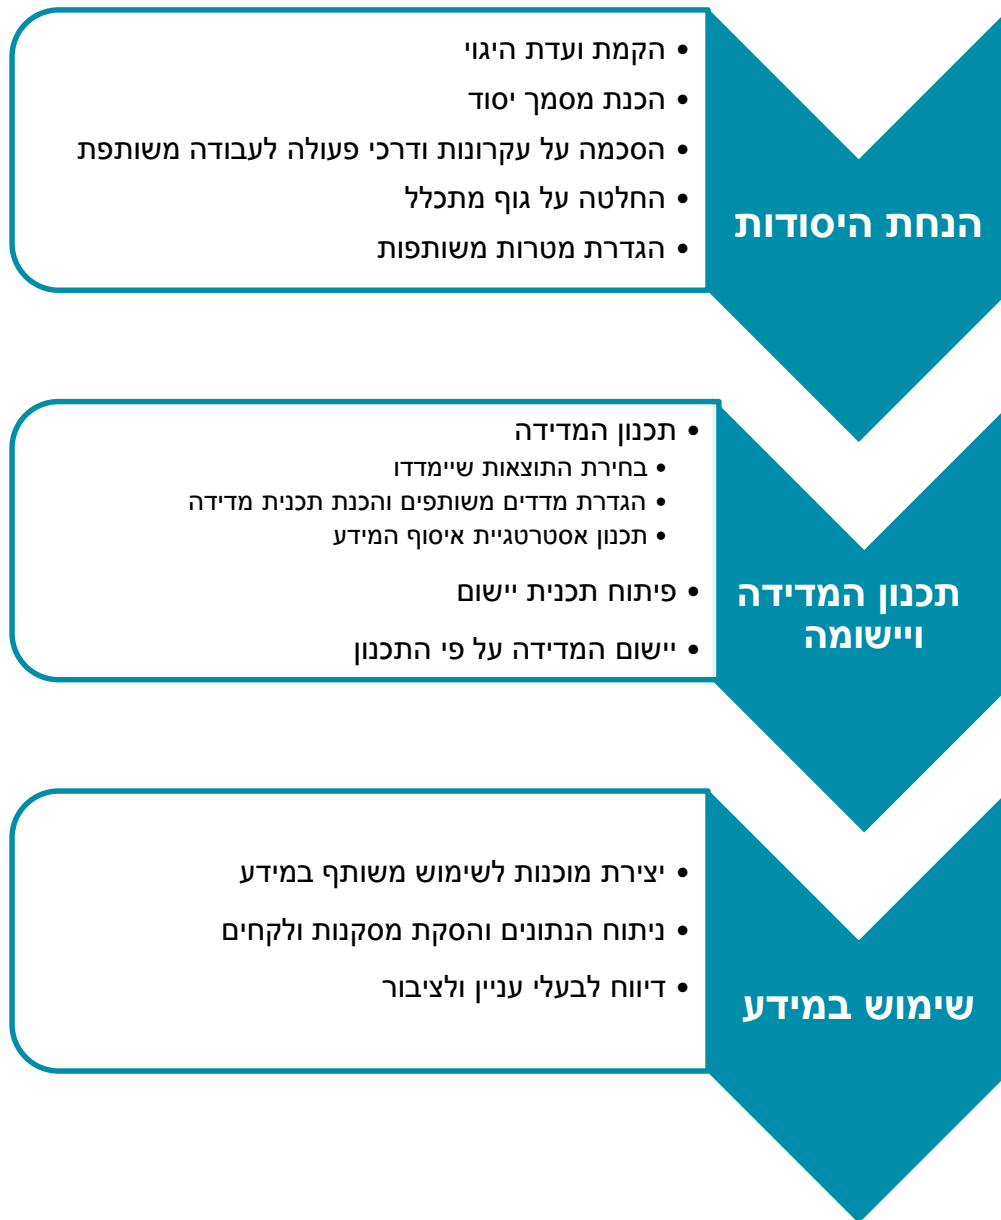 הנחת היסודות
• הקמת ועדת היגוי
• הכנת מסמך יסוד
• הסכמה על עקרונות ודרכי פעולה לעבודה משותפת
• החלטה על גוף מתכלל
• הגדרת מטרות משותפות
תכנון המדידה
ויישומה
• תכנון המדידה
• בחירת התוצאות שיימדדו
• הגדרת מדדים משותפים והכנת תכנית מדידה
• תכנון אסטרטגיית איסוף המידע
• פיתוח תכנית יישום
• יישום המדידה על פי התכנון
שימוש במידע
• יצירת מוכנות לשימוש משותף במידע
• ניתוח הנתונים והסקת מסקנות ולקחים
• דיווח לבעלי עניין ולציבור